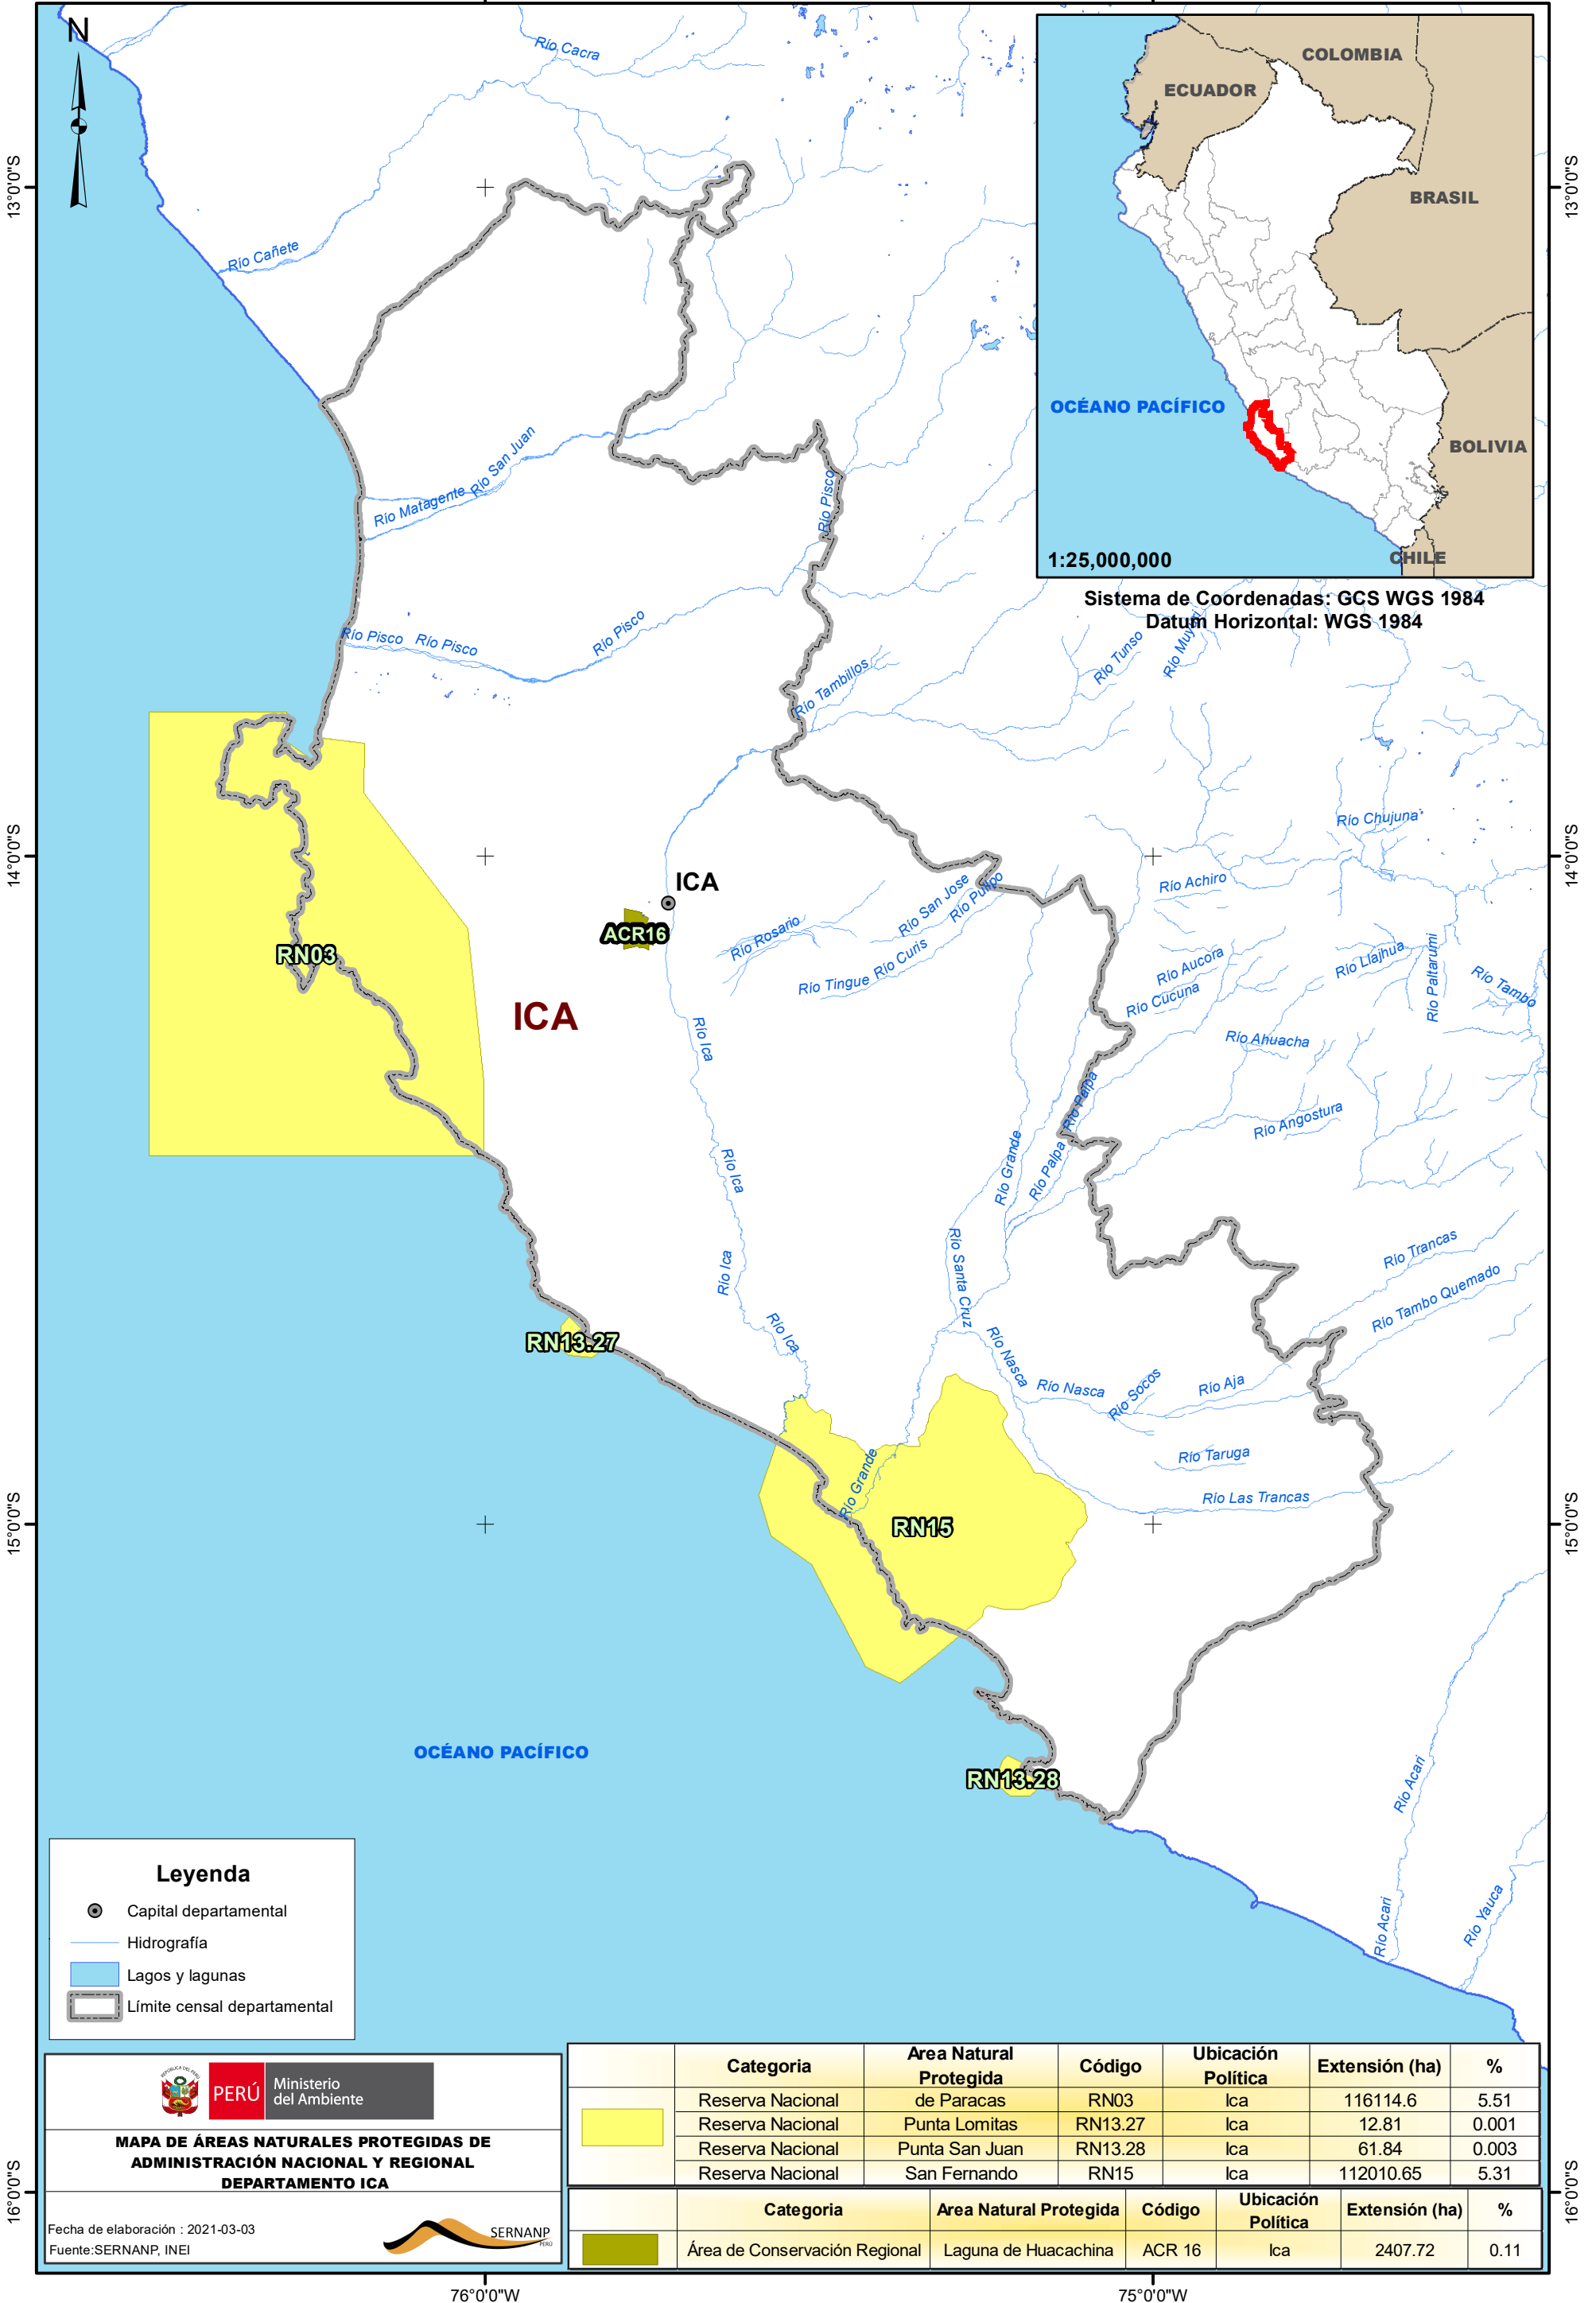 N
13°0'0"S
14°0'0"S
15°0'0"S
16°0'0"S
13°0'0"S
14°0'0"S
15°0'0"S
16°0'0"S
76°0'0"W
75°0'0"W
COLOMBIA
ECUADOR
BRASIL
OCÉANO PACÍFICO
BOLIVIA
CHILE
1:25,000,000
Sistema de Coordenadas: GCS WGS 1984
Datum Horizontal: WGS 1984
Río Cacra
Río Cañete
Río San Juan
Río Matagente
Río Pisco
Río Pisco
Río Pisco
Río Pisco
Río Tambillos
Río Tunso
Río Muyuri
Río Chujuna
Río Achiro
ICA
ACR16
Río San Jose
Río Pulipo
Río Rosario
Río Curis
Río Tingue
Río Aucora
Río Cucuna
Río Llajhua
Río Paltarumi
Río Tambo
RN03
ICA
Río Ica
Río Ahuacha
Río Palpa
Río Angostura
Río Grande
Río Palpa
Río Ica
Río Ica
Río Santa Cruz
Río Trancas
Río Tambo Quemado
Río Ica
Río Nasca
RN13.27
Río Nasca
Río Socos
Río Aja
Río Taruga
Río Grande
Río Las Trancas
RN15
OCÉANO PACÍFICO
RN13.28
Río Acari
Río Acari
Río Yauca
Leyenda
Capital departamental
Hidrografía
Lagos y lagunas
Límite censal departamental
REPÚBLICA DEL PERÚ
PERÚ
Ministerio
del Ambiente
MAPA DE ÁREAS NATURALES PROTEGIDAS DE
ADMINISTRACIÓN NACIONAL Y REGIONAL
DEPARTAMENTO ICA
Fecha de elaboración : 2021-03-03
Fuente:SERNANP, INEI
SERNANP
PERÚ
Categoria Area Natural Protegida Código Ubicación Política Extensión (ha) %
Reserva Nacional de Paracas RN03 Ica 116114.6 5.51
Reserva Nacional Punta Lomitas RN13.27 Ica 12.81 0.001
Reserva Nacional Punta San Juan RN13.28 Ica 61.84 0.003
Reserva Nacional San Fernando RN15 Ica 112010.65 5.31
Categoria Area Natural Protegida Código Ubicación Política Extensión (ha) %
Área de Conservación Regional Laguna de Huacachina ACR 16 Ica 2407.72 0.11